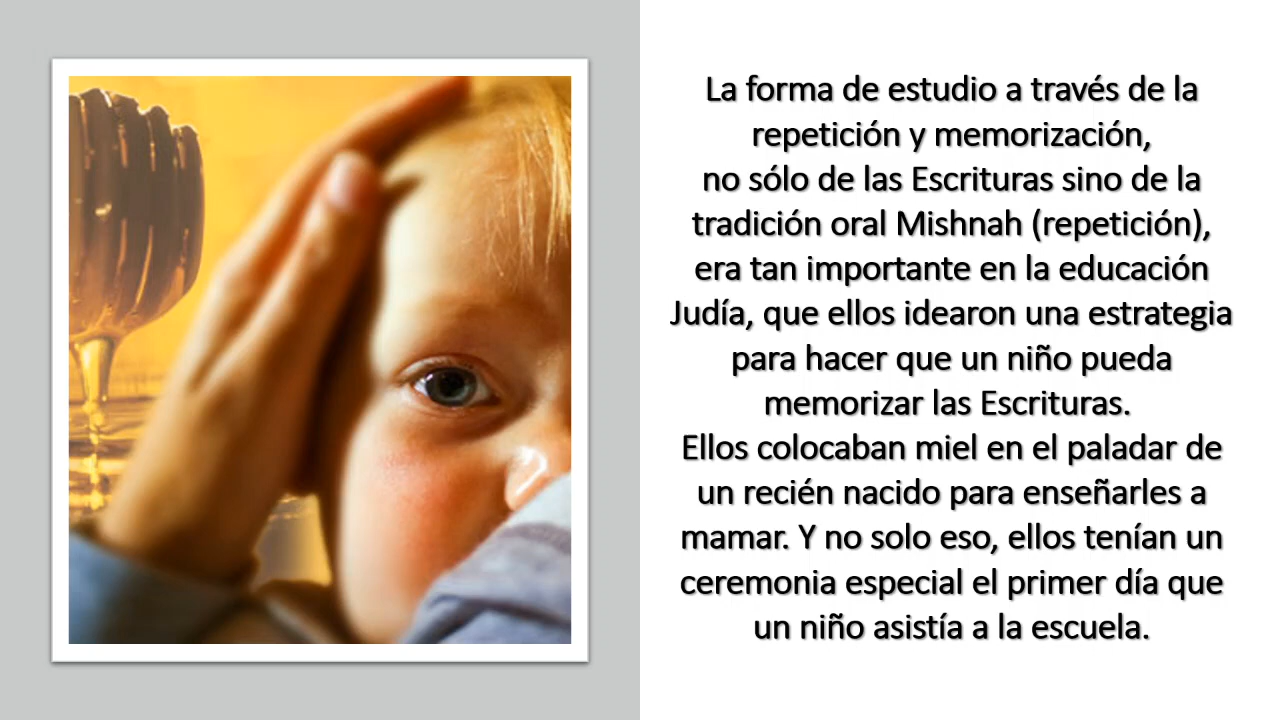 La forma de estudio a través de la
repetición y memorización,
no sólo de las Escrituras sino de la
tradición oral Mishnah (repetición),
era tan importante en la educación
Judía, que ellos idearon una estrategia
para hacer que un niño pueda
memorizar las Escrituras.
Ellos colocaban miel en el paladar de
un recién nacido para enseñarles a
mamar. Y no solo eso, ellos tenían un
ceremonia especial el primer día que
un niño asistía a la escuela.